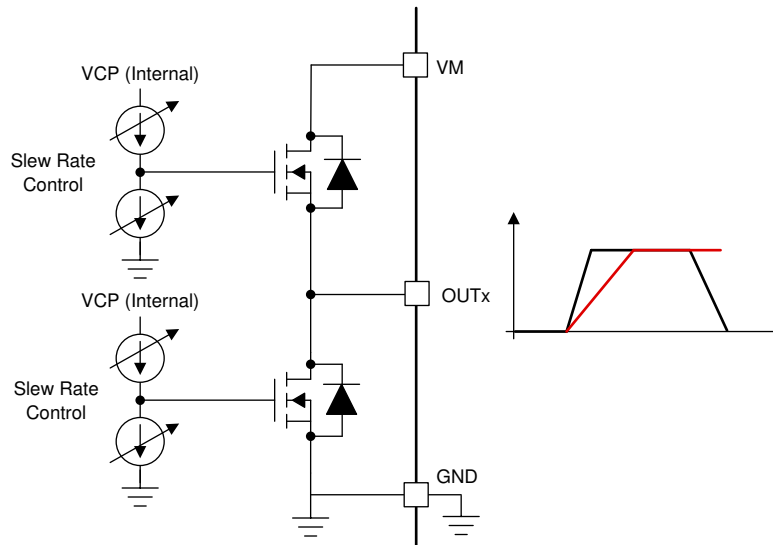 VCP (Internal)
VM
Slew Rate
Control
VCP (Internal)
OUTx
Slew Rate
Control
GND